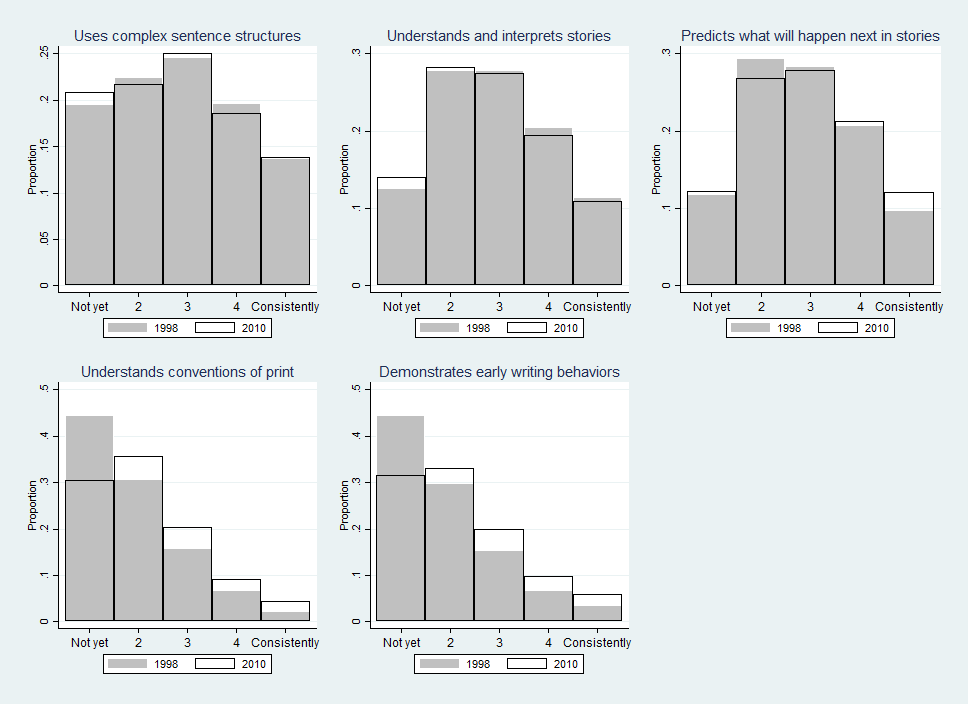 Uses complex sentence structures
Proportion
.25
.2
.15
.1
.05
0
Not yet 2 3 4 Consistently
1998 2010
Understands and interprets stories
Proportion
.3
.2
.1
0
Not yet 2 3 4 Consistently
1998 2010
Predicts what will happen next in stories
Proportion
.3
.2
.1
0
Not yet 2 3 4 Consistently
1998 2010
Understands conventions of print
Proportion
.5
.4
.3
.2
.1
0
Not yet 2 3 4 Consistently
1998 2010
Demonstrates early writing behaviors
Proportion
.5
.4
.3
.2
.1
0
Not yet 2 3 4 Consistently
1998 2010